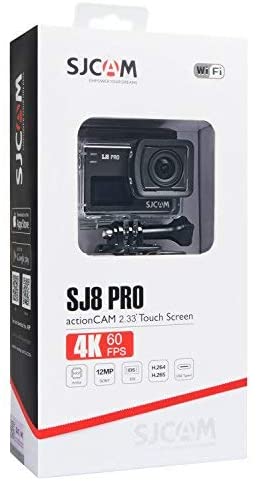 SJCAM
EMPOWER YOUR DREAMS
WiFi
SJ8 PRO
SJCAM
SJ8 PRO
actionCAM 2.33" Touch Screen
4K 60 FPS
12MP
SONY
H.264
H.265
SJCAM